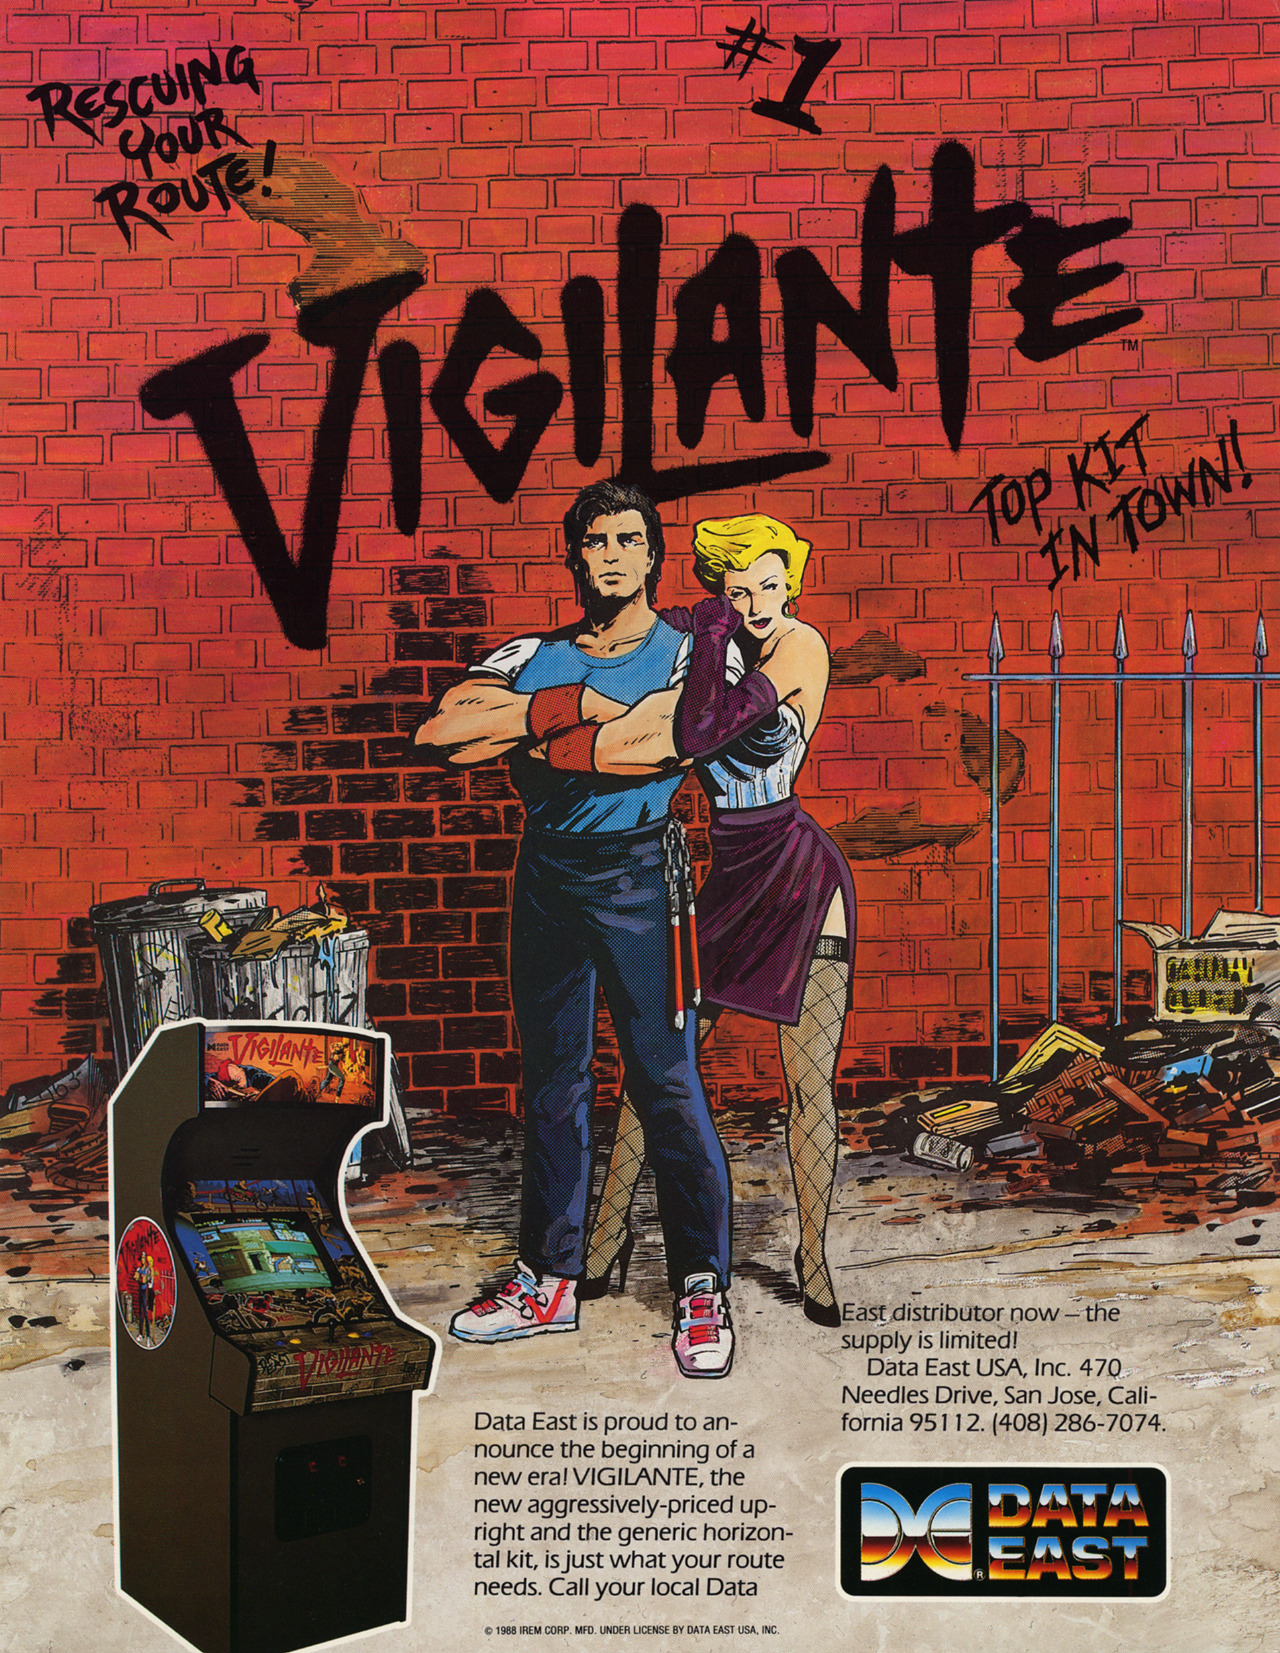 #1
RESCUING
YOUR
ROUTE!
VIGILANTE
TM
TOP KIT
IN TOWN!
DATA
EAST
VIGILANTE
VIGILANTE
VIGILANTE
Data East is proud to an-
nounce the beginning of a
new era! VIGILANTE, the
new aggressively-priced up-
right and the generic horizon-
tal kit, is just what your route
needs. Call your local Data
East distributor now – the
supply is limited!
Data East USA, Inc. 470
Needles Drive, San Jose, Cali-
fornia 95112. (408) 286-7074.
DATA
EAST
®
© 1988 IREM CORP. MFD. UNDER LICENSE BY DATA EAST USA, INC.